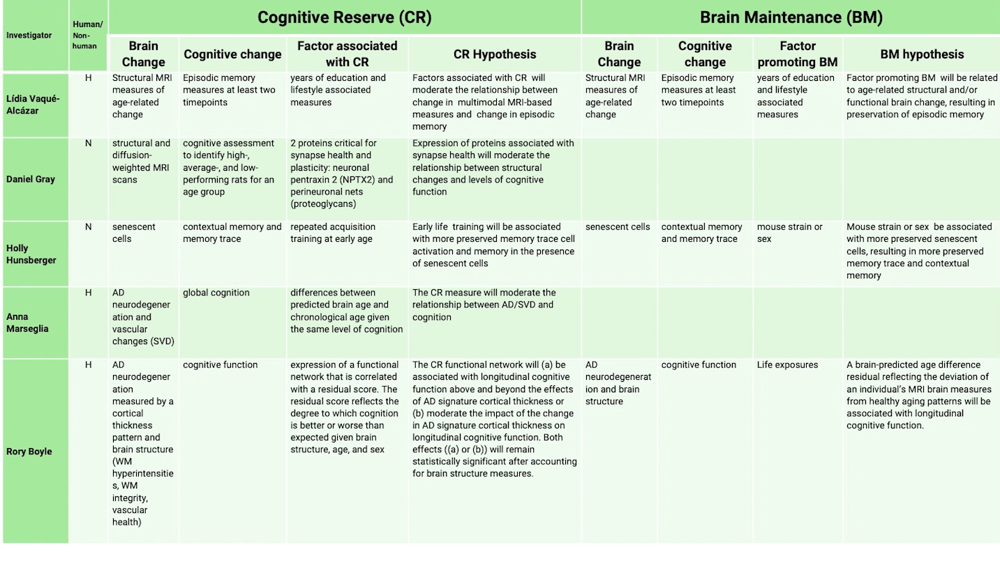 Investigator
Human/
Non-
human
Cognitive Reserve (CR)
Brain Maintenance (BM)
Brain
Change
Cognitive change
Factor associated
with CR
CR Hypothesis
Brain
Change
Cognitive
change
Factor
promoting BM
BM hypothesis
Lídia Vaqué-
Alcázar
H
Structural MRI
measures of
age-related
change
Episodic memory
measures at least two
timepoints
years of education and
lifestyle associated
measures
Factors associated with CR will
moderate the relationship between
change in multimodal MRI-based
measures and change in episodic
memory
Structural MRI
measures of
age-related
change
Episodic memory
measures at least
two timepoints
years of education
and lifestyle
associated
measures
Factor promoting BM will be related
to age-related structural and/or
functional brain change, resulting in
preservation of episodic memory
Daniel Gray
N
structural and
diffusion-
weighted MRI
scans
cognitive assessment
to identify high-,
average-, and low-
performing rats for an
age group
2 proteins critical for
synapse health and
plasticity: neuronal
pentraxin 2 (NPTX2) and
perineuronal nets
(proteoglycans)
Expression of proteins associated with
synapse health will moderate the
relationship between structural
changes and levels of cognitive
function
Holly
Hunsberger
N
senescent
cells
contextual memory and
memory trace
repeated acquisition
training at early age
Early life training will be associated
with more preserved memory trace cell
activation and memory in the presence
of senescent cells
senescent cells
contextual memory
and memory trace
mouse strain or
sex
Mouse strain or sex be associated
with more preserved senescent
cells, resulting in more preserved
memory trace and contextual
memory
Anna
Marseglia
H
AD
neurodegener
ation and
vascular
changes (SVD)
global cognition
differences between
predicted brain age and
chronological age given
the same level of cognition
The CR measure will moderate the
relationship between AD/SVD and
cognition
Rory Boyle
H
AD
neurodegener
ation
measured by a
cortical
thickness
pattern and
brain structure
(WM
hyperintensitie
s, WM
integrity,
vascular
health)
cognitive function
expression of a functional
network that is correlated
with a residual score. The
residual score reflects the
degree to which cognition
is better or worse than
expected given brain
structure, age, and sex
The CR functional network will (a) be
associated with longitudinal cognitive
function above and beyond the effects
of AD signature cortical thickness or
(b) moderate the impact of the change
in AD signature cortical thickness on
longitudinal cognitive function. Both
effects ((a) or (b)) will remain
statistically significant after accounting
for brain structure measures.
AD
neurodegenerat
ion and brain
structure
cognitive function
Life exposures
A brain-predicted age difference
residual reflecting the deviation of
an individual's MRI brain measures
from healthy aging patterns will be
associated with longitudinal
cognitive function.